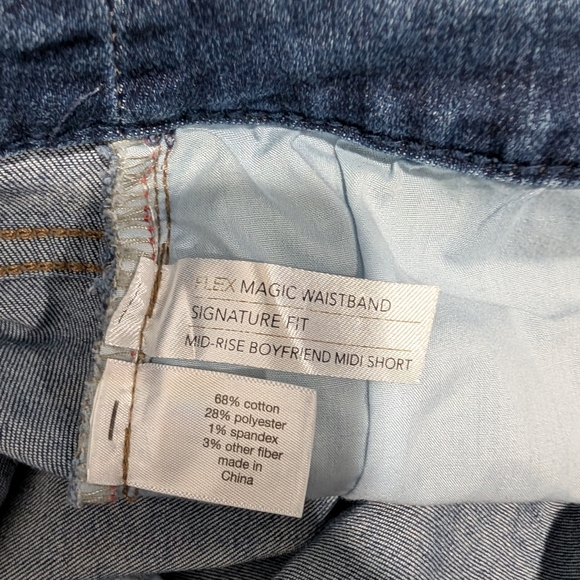 FLEX MAGIC WAISTBAND
SIGNATURE FIT
MID-RISE BOYFRIEND MIDI SHORT
68% cotton
28% polyester
1% spandex
3% other fiber
made in
China